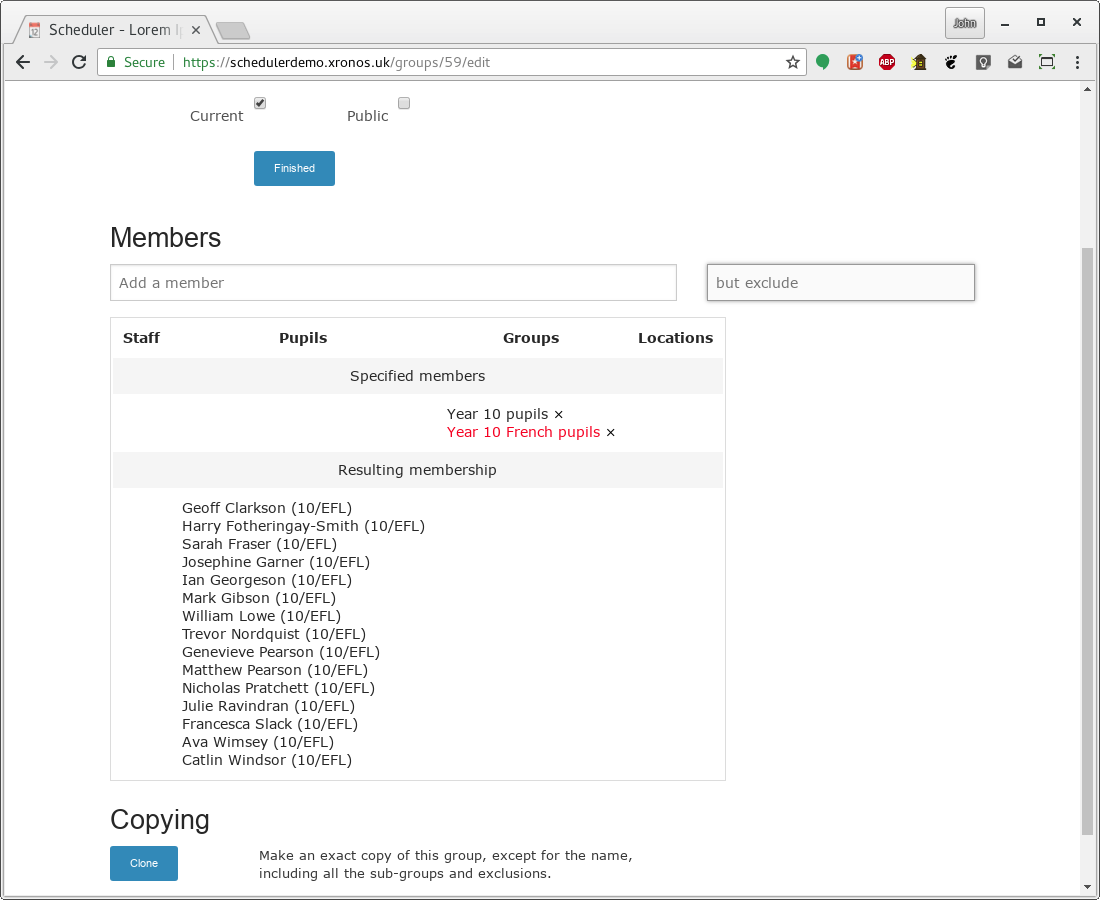 Scheduler - Lorem I
John
Secure
https://schedulerdemo.xronos.uk/groups/59/edit
ABP
Current
Public
Finished
Members
Add a member
but exclude
Staff Pupils Groups Locations
Specified members
Year 10 pupils ×
Year 10 French pupils ×
Resulting membership
Geoff Clarkson (10/EFL)
Harry Fotheringay-Smith (10/EFL)
Sarah Fraser (10/EFL)
Josephine Garner (10/EFL)
Ian Georgeson (10/EFL)
Mark Gibson (10/EFL)
William Lowe (10/EFL)
Trevor Nordquist (10/EFL)
Genevieve Pearson (10/EFL)
Matthew Pearson (10/EFL)
Nicholas Pratchett (10/EFL)
Julie Ravindran (10/EFL)
Francesca Slack (10/EFL)
Ava Wimsey (10/EFL)
Catlin Windsor (10/EFL)
Copying
Clone
Make an exact copy of this group, except for the name,
including all the sub-groups and exclusions.